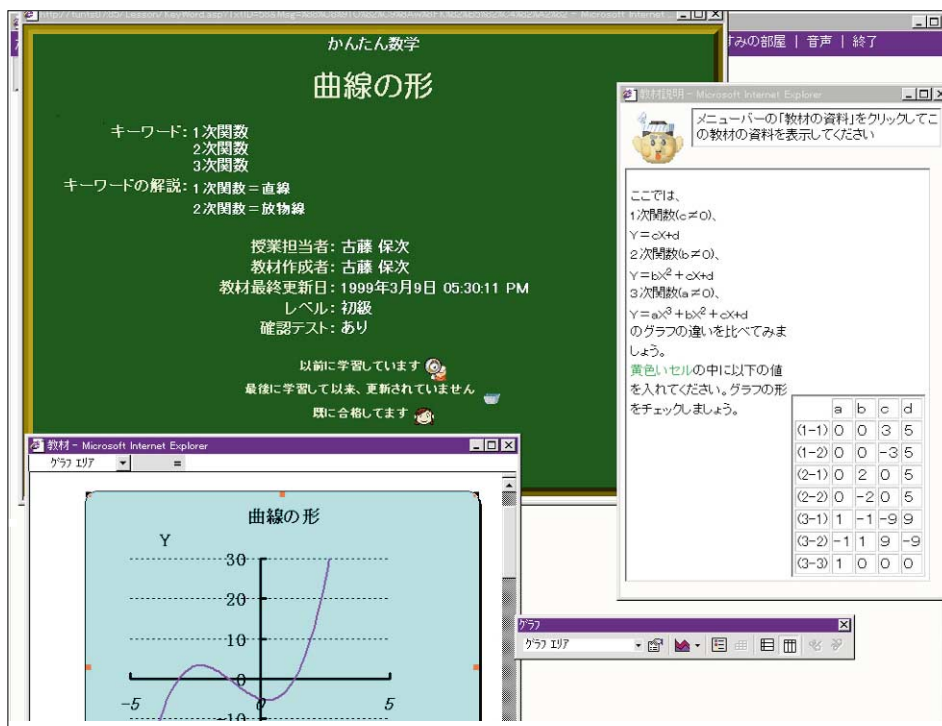 すみの部屋 | 音声 | 終了
かんたん数学
曲線の形
キーワード: 1次関数
2次関数
3次関数
キーワードの解説: 1次関数＝直線
2次関数＝放物線
授業担当者: 古藤 保次
教材作成者: 古藤 保次
教材最終更新日: 1999年3月9日 05:30:11 PM
レベル: 初級
確認テスト: あり
以前に学習しています
最後に学習して以来、更新されていません
既に合格してます
教材説明 - Microsoft Internet Explorer
メニューバーの「教材の資料」をクリックしてこ
の教材の資料を表示してください
ここでは、
1次関数(c≠0)、
Y＝cX+d
2次関数(b≠0)、
Y＝bX²＋cX+d
3次関数(a≠0)、
Y＝aX³＋bX²＋cX+d
のグラフの違いを比べてみま
しょう。
黄色いセルの中に以下の値
を入れてください。グラフの形
をチェックしましょう。
a b c d
(1-1) 0 0 3 5
(1-2) 0 0 -3 5
(2-1) 0 2 0 5
(2-2) 0 -2 0 5
(3-1) 1 -1 -9 9
(3-2) -1 1 9 -9
(3-3) 1 0 0 0
教材 - Microsoft Internet Explorer
ｸﾞﾗﾌ ｴﾘｱ =
曲線の形
Y
30
20
10
0
-5 0 5
-10
ｸﾞﾗﾌ
ｸﾞﾗﾌ ｴﾘｱ